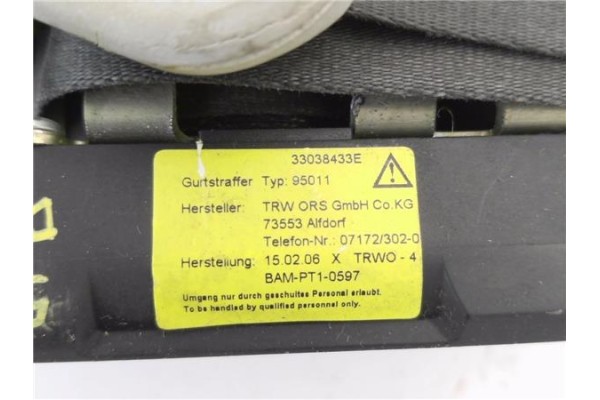 33038433E
Gurtstraffer Typ: 95011
Hersteller: TRW ORS GmbH Co.KG
73553 Alfdorf
Telefon-Nr.: 07172/302-0
Herstellung: 15.02.06 X TRWO - 4
BAM-PT1-0597
Umgang nur durch geschultes Personal erlaubt.
To be handled by qualified personnel only.